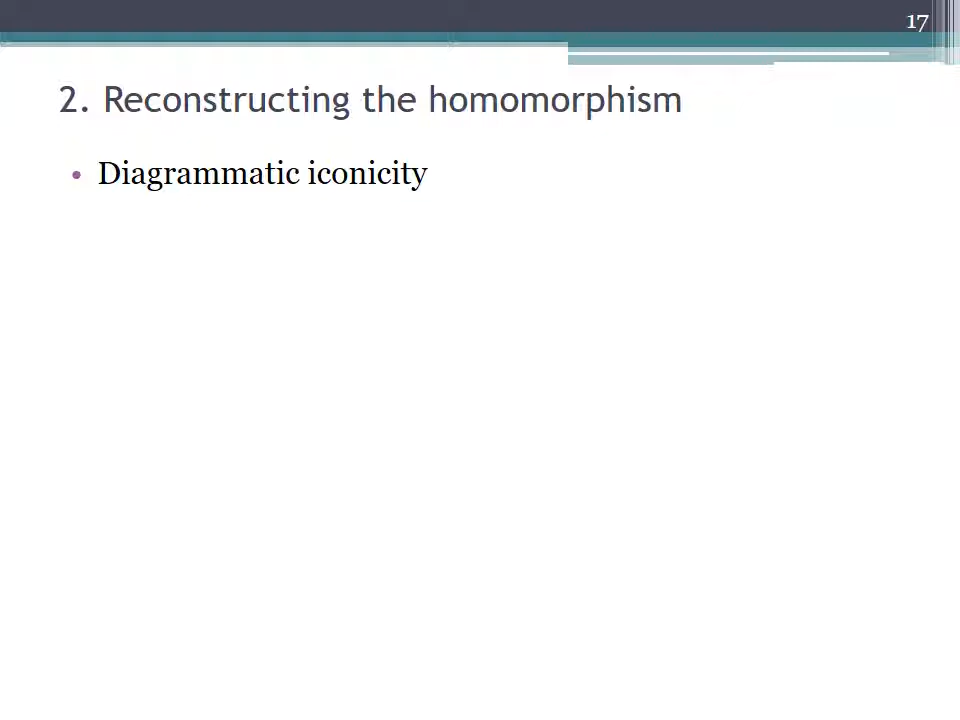 17
2. Reconstructing the homomorphism
• Diagrammatic iconicity